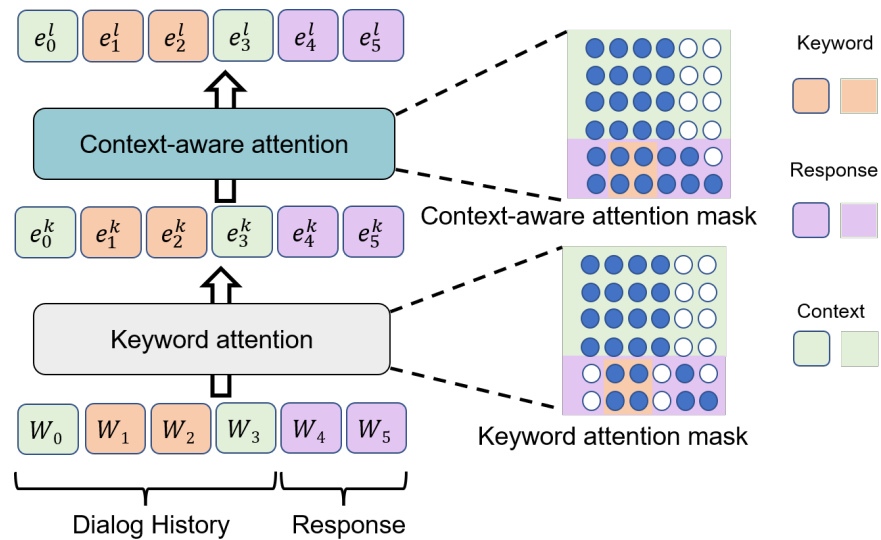 e_0^l e_1^l e_2^l e_3^l e_4^l e_5^l
Context-aware attention
e_0^k e_1^k e_2^k e_3^k e_4^k e_5^k
Keyword attention
W_0 W_1 W_2 W_3 W_4 W_5
Dialog History
Response
Context-aware attention mask
Keyword attention mask
Keyword
Response
Context